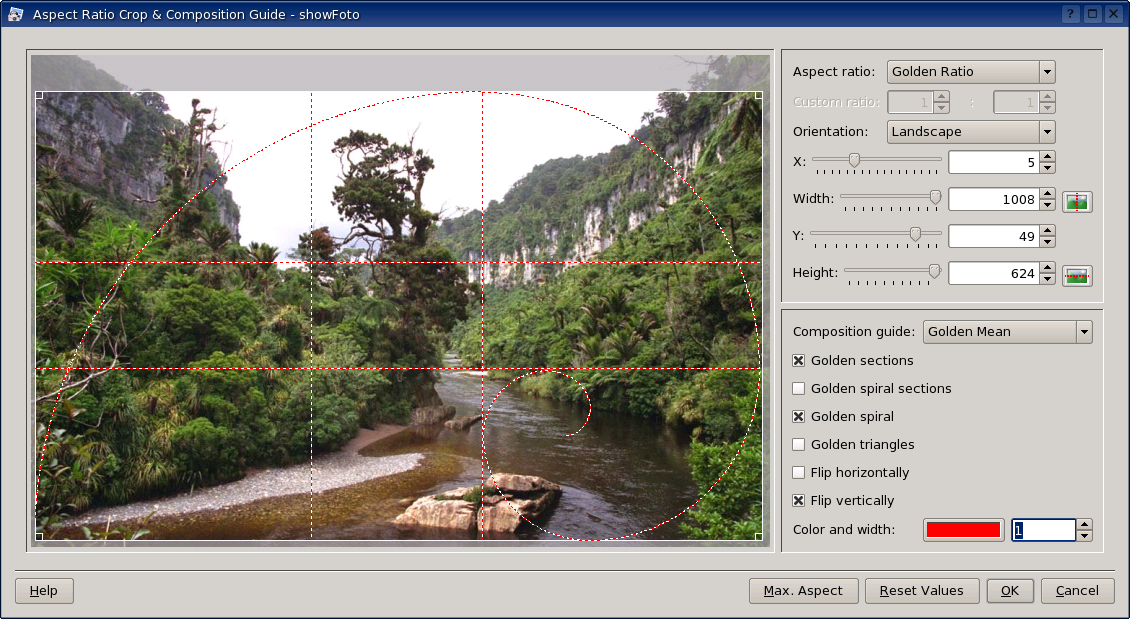 Aspect Ratio Crop & Composition Guide - showFoto
Aspect ratio: Golden Ratio
Custom ratio: 1 : 1
Orientation: Landscape
X: 5
Width: 1008
Y: 49
Height: 624
Composition guide: Golden Mean
Golden sections
Golden spiral sections
Golden spiral
Golden triangles
Flip horizontally
Flip vertically
Color and width: 1
Help Max. Aspect Reset Values OK Cancel